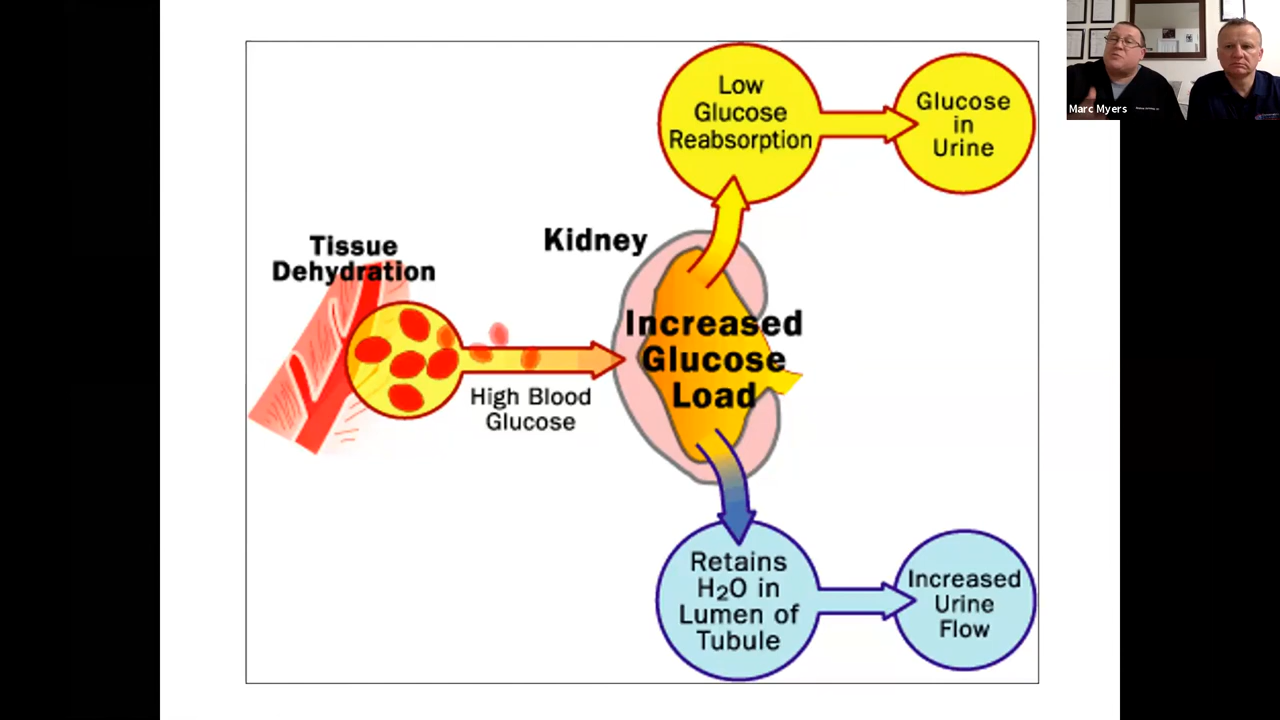 Low
Glucose
Reabsorption
Glucose
in
Urine
Marc Myers
Kidney
Tissue
Dehydration
Increased
Glucose
Load
High Blood
Glucose
Retains
H₂O in
Lumen of
Tubule
Increased
Urine
Flow